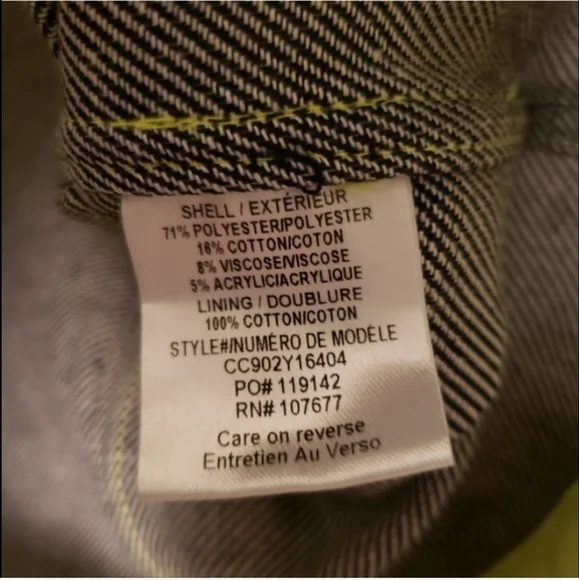 SHELL / EXTÉRIEUR
71% POLYESTER/POLYESTER
16% COTTON/COTON
8% VISCOSE/VISCOSE
5% ACRYLIC/ACRYLIQUE
LINING / DOUBLURE
100% COTTON/COTON
STYLE#/NUMÉRO DE MODÈLE
CC902Y16404
PO# 119142
RN# 107677
Care on reverse
Entretien Au Verso